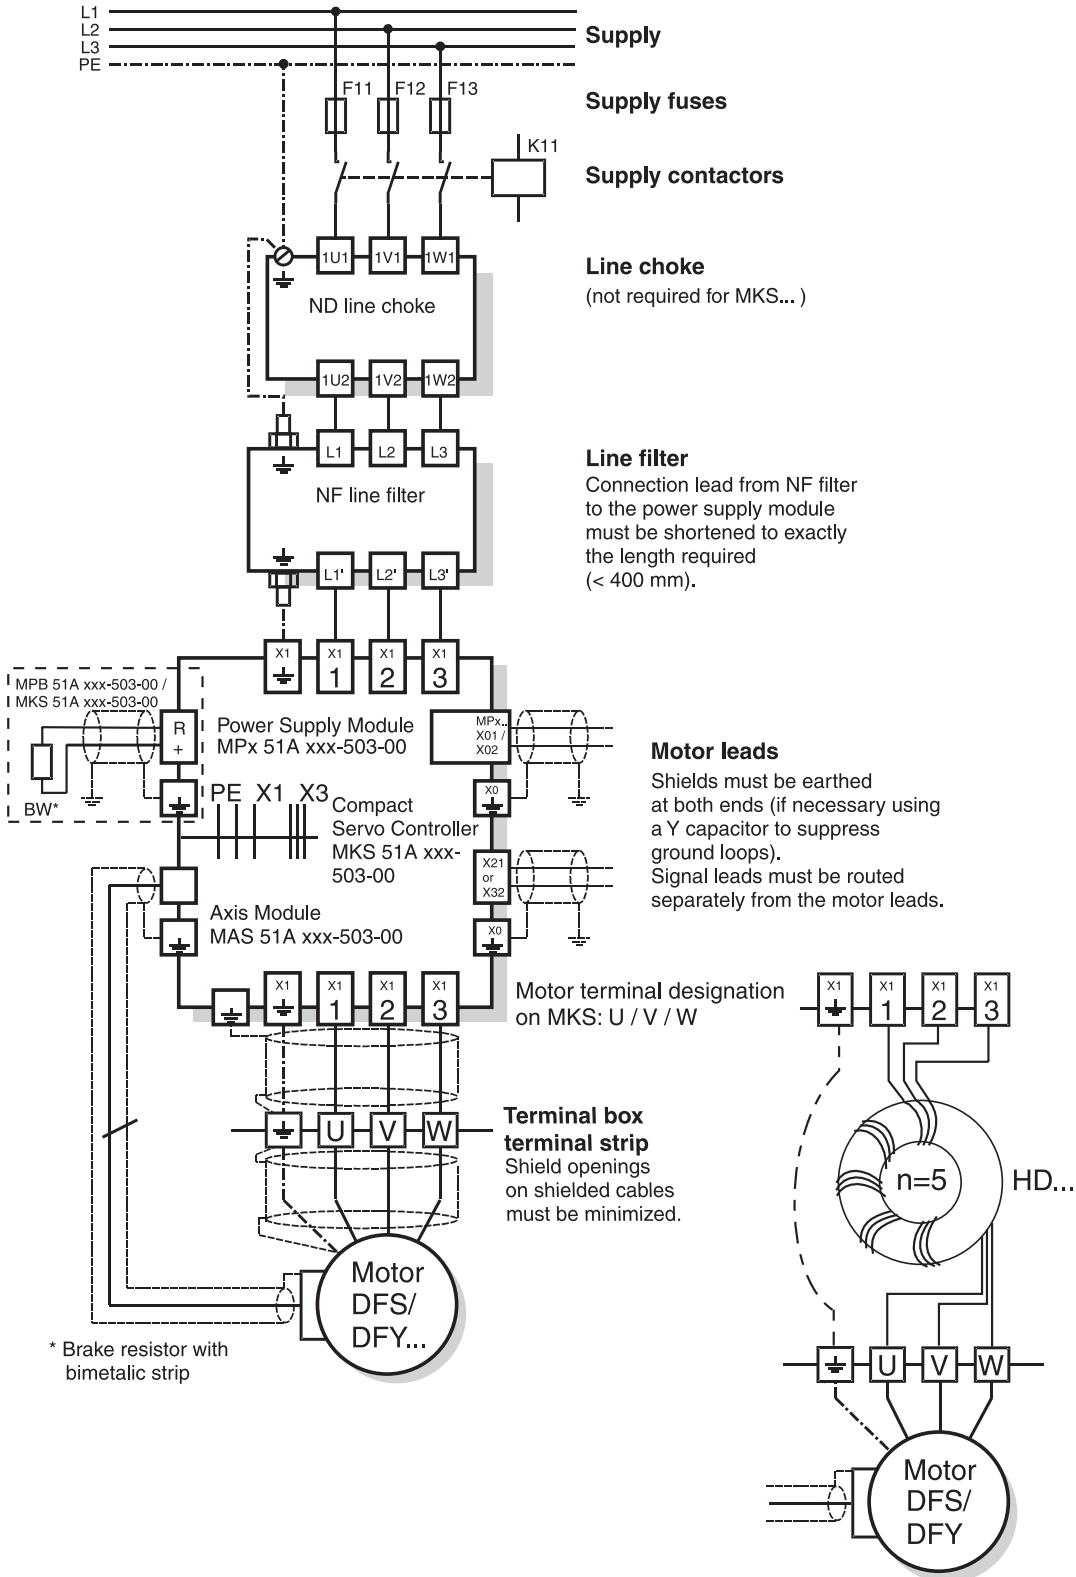 L1
L2
L3
PE
Supply
F11 F12 F13
Supply fuses
K11
Supply contactors
1U1 1V1 1W1
Line choke
(not required for MKS... )
ND line choke
1U2 1V2 1W2
L1 L2 L3
Line filter
Connection lead from NF filter
to the power supply module
must be shortened to exactly
the length required
(< 400 mm).
NF line filter
L1' L2' L3'
X1 X1 X1 X1
1 2 3
MPB 51A xxx-503-00 /
MKS 51A xxx-503-00
R
+
BW*
Power Supply Module
MPx 51A xxx-503-00
MPx..
X01 /
X02
X0
PE X1 X3
Compact
Servo Controller
MKS 51A xxx-
503-00
X21
or
X32
X0
Motor leads
Shields must be earthed
at both ends (if necessary using
a Y capacitor to suppress
ground loops).
Signal leads must be routed
separately from the motor leads.
Axis Module
MAS 51A xxx-503-00
X1 X1 X1 X1
1 2 3
Motor terminal designation
on MKS: U / V / W
X1 X1 X1 X1
1 2 3
U V W
Terminal box
terminal strip
Shield openings
on shielded cables
must be minimized.
n=5
HD...
Motor
DFS/
DFY...
* Brake resistor with
bimetalic strip
U V W
Motor
DFS/
DFY